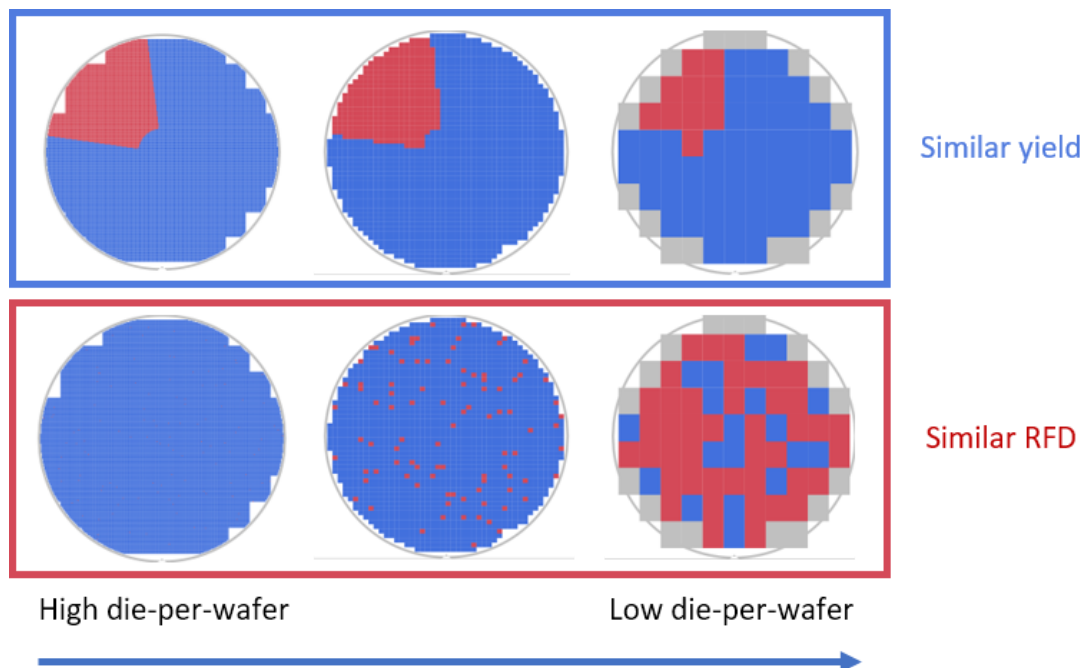 Similar yield
Similar RFD
High die-per-wafer
Low die-per-wafer